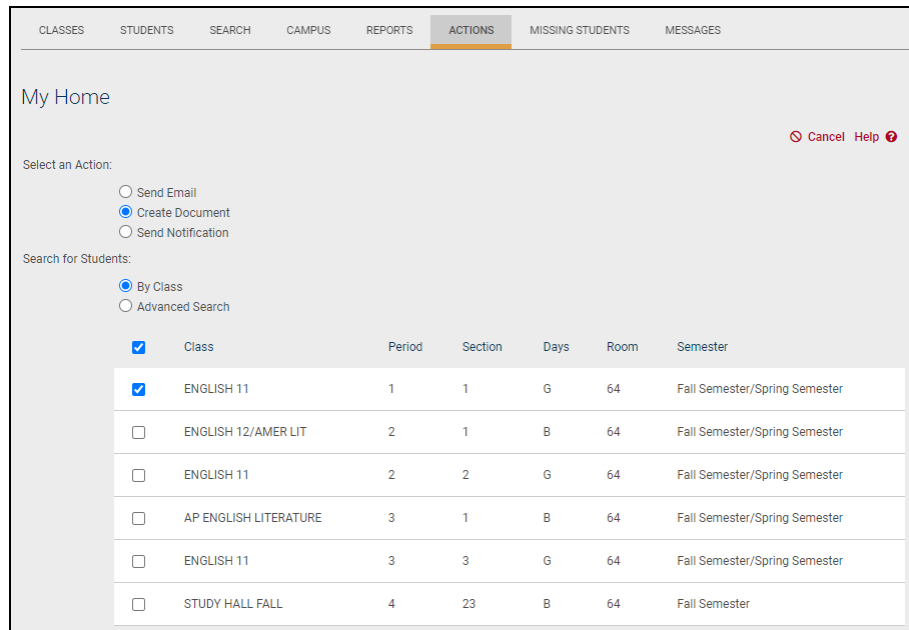 CLASSES STUDENTS SEARCH CAMPUS REPORTS ACTIONS MISSING STUDENTS MESSAGES
My Home
Cancel Help ?
Select an Action:
Send Email
Create Document
Send Notification
Search for Students:
By Class
Advanced Search
Class Period Section Days Room Semester
ENGLISH 11 1 1 G 64 Fall Semester/Spring Semester
ENGLISH 12/AMER LIT 2 1 B 64 Fall Semester/Spring Semester
ENGLISH 11 2 2 G 64 Fall Semester/Spring Semester
AP ENGLISH LITERATURE 3 1 B 64 Fall Semester/Spring Semester
ENGLISH 11 3 3 G 64 Fall Semester/Spring Semester
STUDY HALL FALL 4 23 B 64 Fall Semester